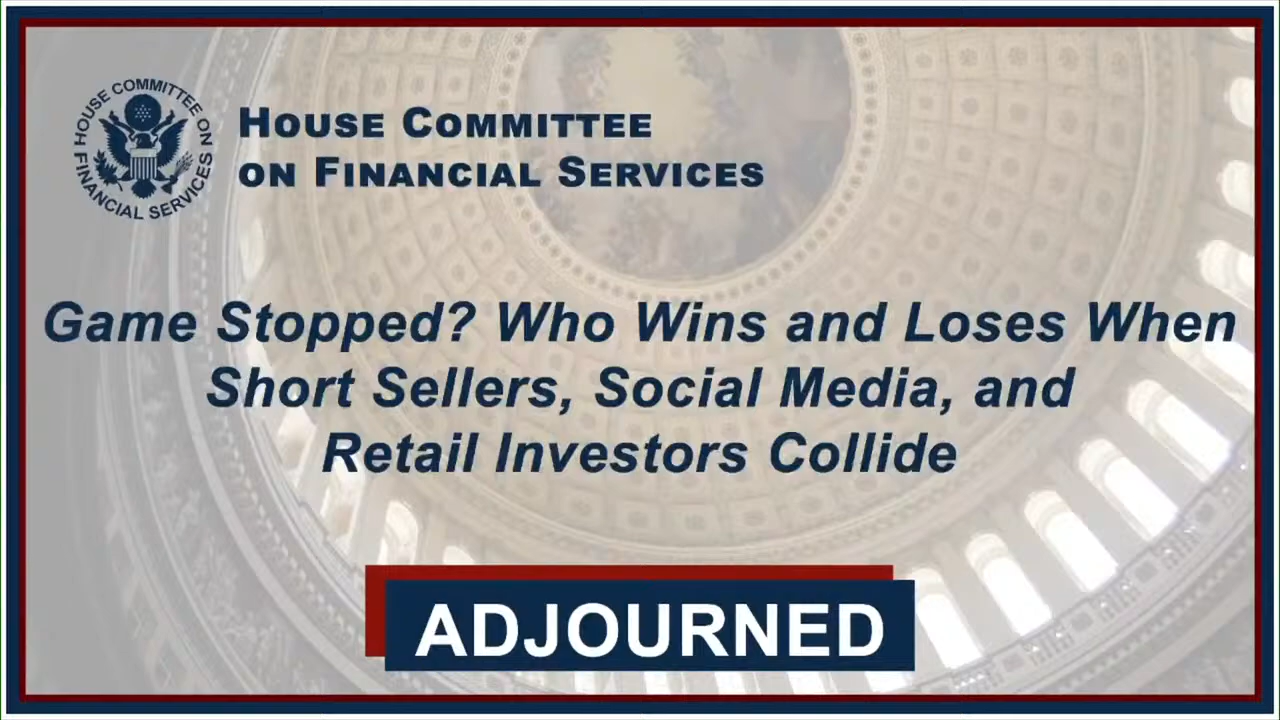 HOUSE COMMITTEE ON FINANCIAL SERVICES
HOUSE COMMITTEE
ON FINANCIAL SERVICES
Game Stopped? Who Wins and Loses When
Short Sellers, Social Media, and
Retail Investors Collide
ADJOURNED